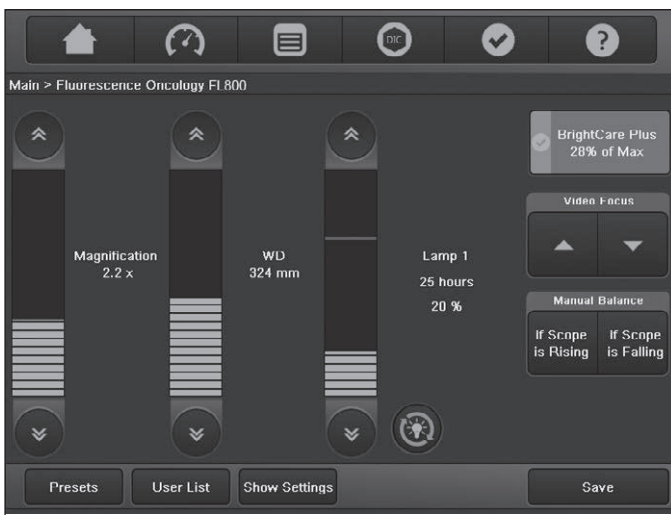 DIC
?
Main > Fluorescence Oncology FL800
Magnification
2.2 x
WD
324 mm
Lamp 1
25 hours
20 %
BrightCare Plus
28% of Max
Video Focus
Manual Balance
If Scope
is Rising
If Scope
is Falling
Presets
User List
Show Settings
Save